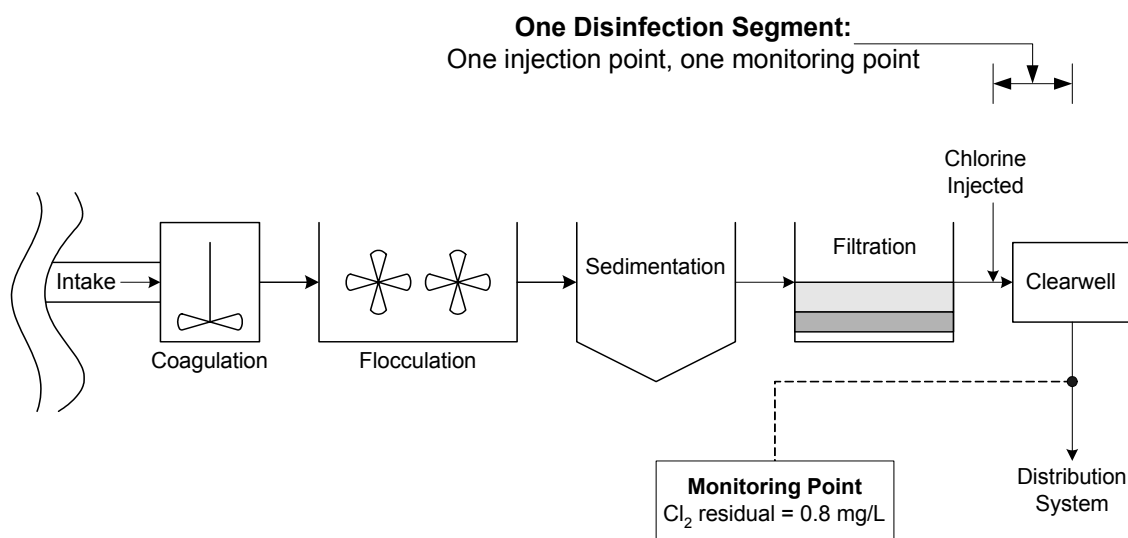 One Disinfection Segment:
One injection point, one monitoring point
Chlorine
Injected
Intake
Coagulation
Flocculation
Sedimentation
Filtration
Clearwell
Monitoring Point
Cl₂ residual = 0.8 mg/L
Distribution
System